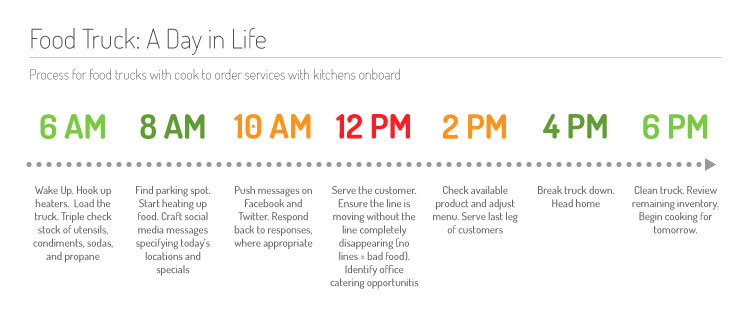 Food Truck: A Day in Life
Process for food trucks with cook to order services with kitchens onboard
6 AM
Wake Up. Hook up
heaters. Load the
truck. Triple check
stock of utensils,
condiments, sodas,
and propane
8 AM
Find parking spot.
Start heating up
food. Craft social
media messages
specifying today's
locations and
specials
10 AM
Push messages on
Facebook and
Twitter. Respond
back to responses,
where appropriate
12 PM
Serve the customer.
Ensure the line is
moving without the
line completely
disappearing (no
lines = bad food).
Identify office
catering opportunitis
2 PM
Check available
product and adjust
menu. Serve last leg
of customers
4 PM
Break truck down.
Head home
6 PM
Clean truck. Review
remaining inventory.
Begin cooking for
tomorrow.